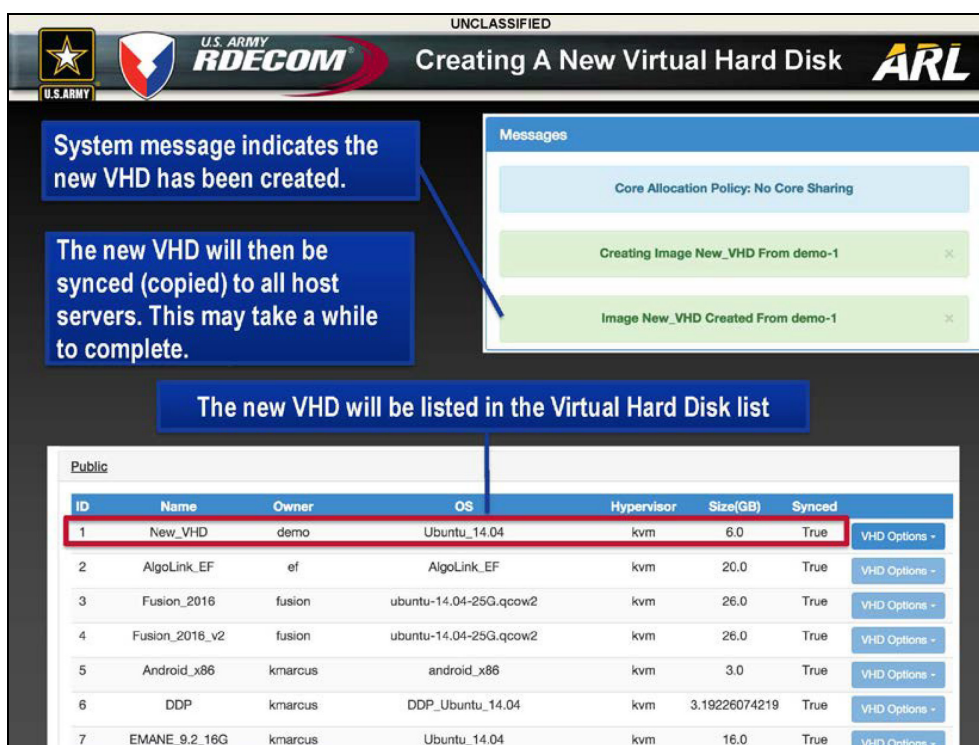 UNCLASSIFIED
U.S. ARMY
RDECOM®
Creating A New Virtual Hard Disk
ARL
U.S.ARMY
System message indicates the
new VHD has been created.
Messages
Core Allocation Policy: No Core Sharing
Creating Image New_VHD From demo-1 ×
Image New_VHD Created From demo-1 ×
The new VHD will then be
synced (copied) to all host
servers. This may take a while
to complete.
The new VHD will be listed in the Virtual Hard Disk list
Public
ID Name Owner OS Hypervisor Size(GB) Synced
1 New_VHD demo Ubuntu_14.04 kvm 6.0 True VHD Options
2 AlgoLink_EF ef AlgoLink_EF kvm 20.0 True VHD Options
3 Fusion_2016 fusion ubuntu-14.04-25G.qcow2 kvm 26.0 True VHD Options
4 Fusion_2016_v2 fusion ubuntu-14.04-25G.qcow2 kvm 26.0 True VHD Options
5 Android_x86 kmarcus android_x86 kvm 3.0 True VHD Options
6 DDP kmarcus DDP_Ubuntu_14.04 kvm 3.19226074219 True VHD Options
7 EMANE_9.2_16G kmarcus Ubuntu_14.04 kvm 16.0 True VHD Options